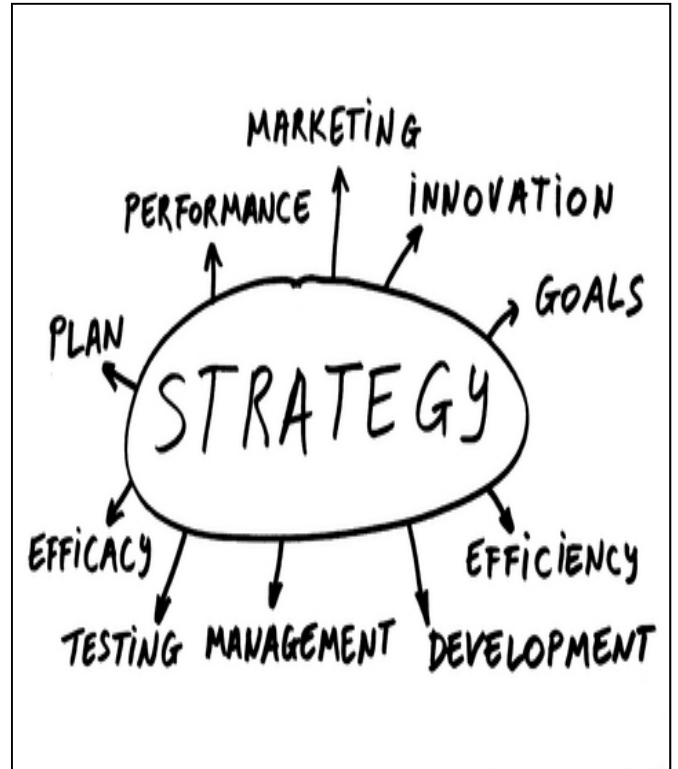 MARKETING
PERFORMANCE
INNOVATION
GOALS
PLAN
STRATEGY
EFFICACY
EFFICIENCY
TESTING
MANAGEMENT
DEVELOPMENT